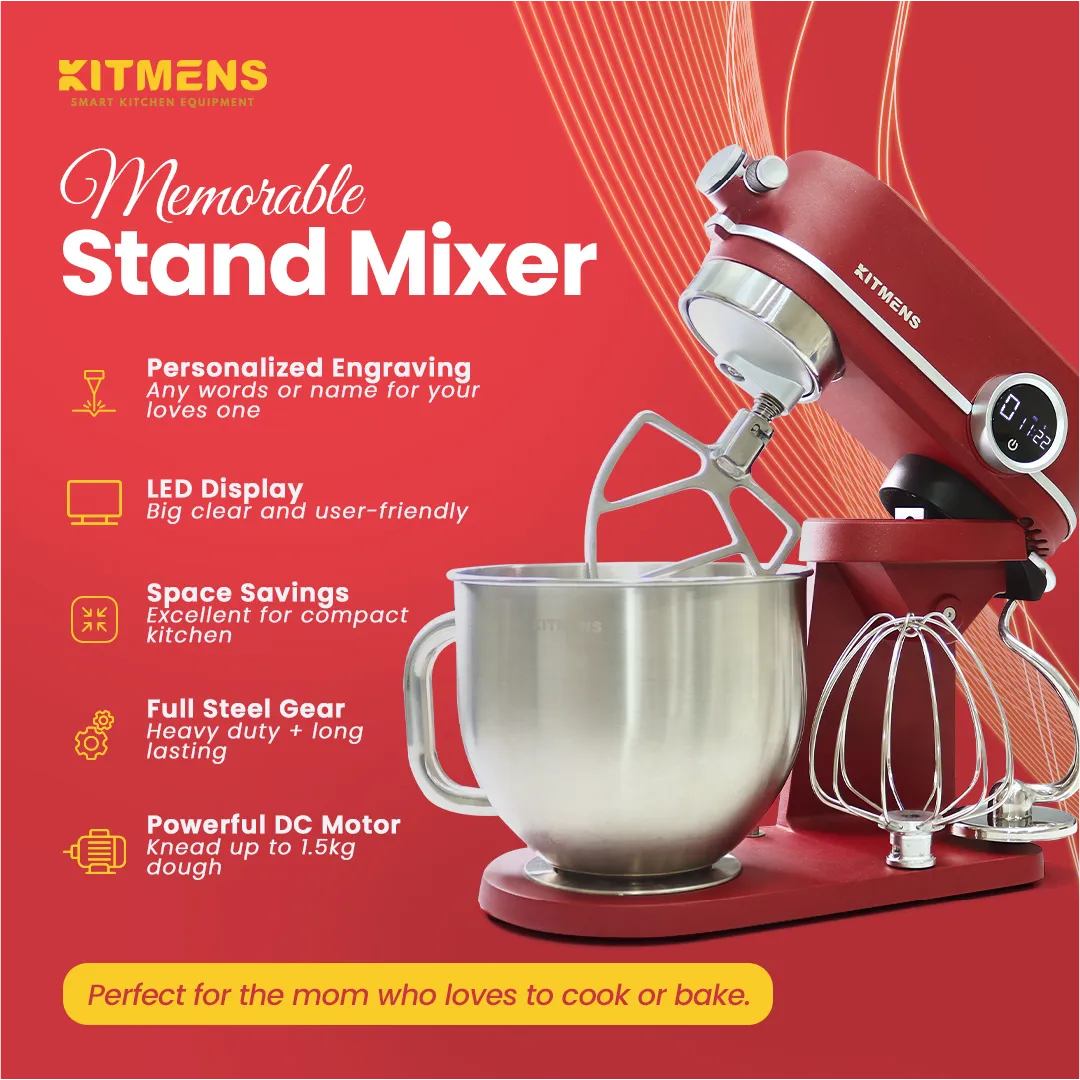 KITMENS
SMART KITCHEN EQUIPMENT
Memorable
Stand Mixer
Personalized Engraving
Any words or name for your
loves one
LED Display
Big clear and user-friendly
Space Savings
Excellent for compact
kitchen
Full Steel Gear
Heavy duty + long
lasting
Powerful DC Motor
Knead up to 1.5kg
dough
Perfect for the mom who loves to cook or bake.
KITMENS
0 11:22
KITMENS